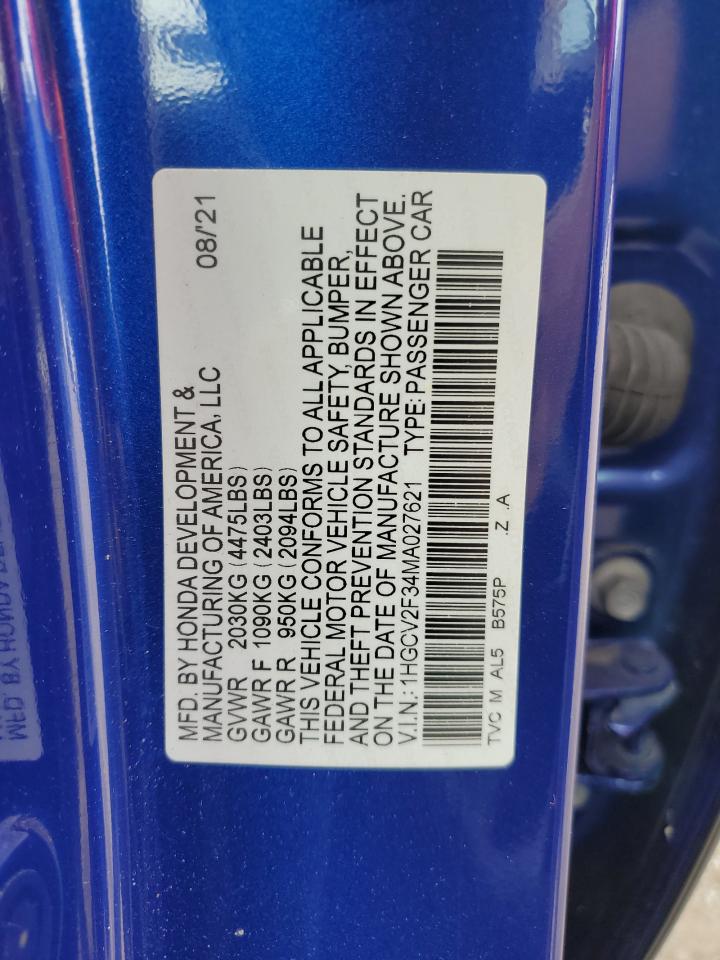 MFD. BY HONDA DEVELOPMENT &
MANUFACTURING OF AMERICA, LLC 08/'21
GVWR 2030KG (4475LBS)
GAWR F 1090KG (2403LBS)
GAWR R 950KG (2094LBS)
THIS VEHICLE CONFORMS TO ALL APPLICABLE
FEDERAL MOTOR VEHICLE SAFETY, BUMPER,
AND THEFT PREVENTION STANDARDS IN EFFECT
ON THE DATE OF MANUFACTURE SHOWN ABOVE.
V.I.N.: 1HGCV2F34MA027621 TYPE: PASSENGER CAR
TVC M AL5 B575P .Z .A